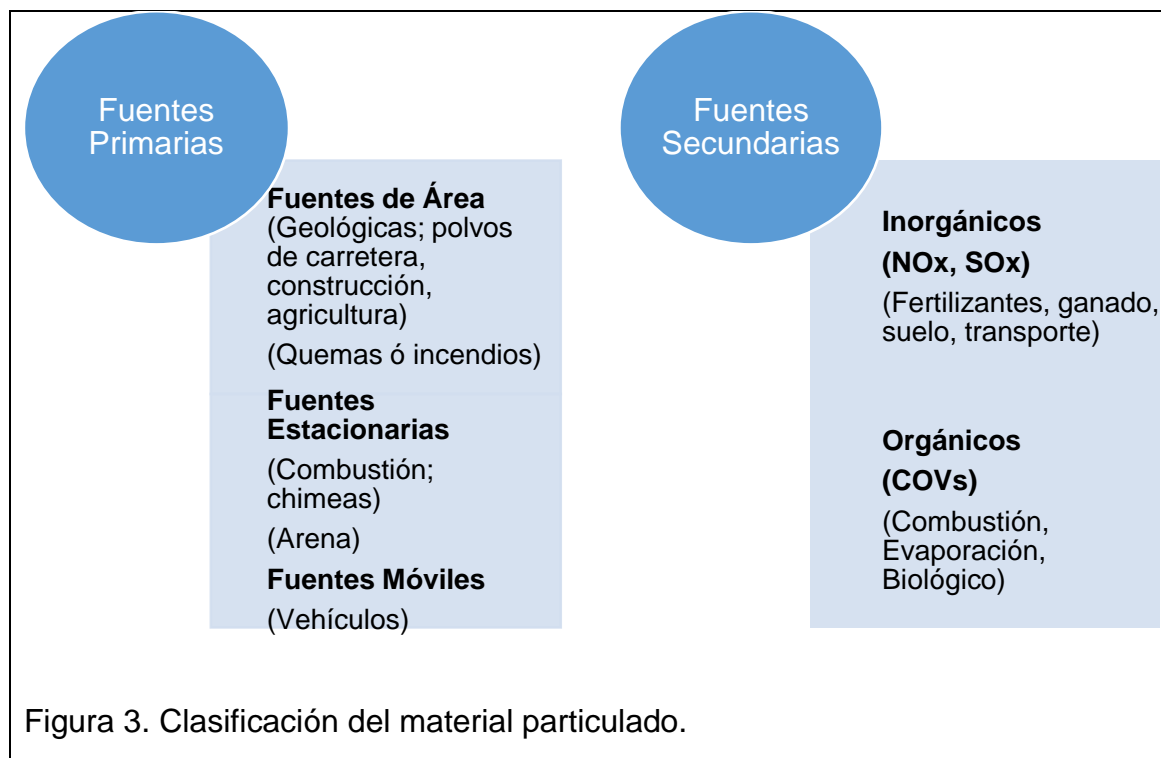 Fuentes
Primarias
Fuentes de Área
(Geológicas; polvos
de carretera,
construcción,
agricultura)
(Quemas ó incendios)
Fuentes
Estacionarias
(Combustión;
chimeas)
(Arena)
Fuentes Móviles
(Vehículos)
Fuentes
Secundarias
Inorgánicos
(NOx, SOx)
(Fertilizantes, ganado,
suelo, transporte)
Orgánicos
(COVs)
(Combustión,
Evaporación,
Biológico)
Figura 3. Clasificación del material particulado.